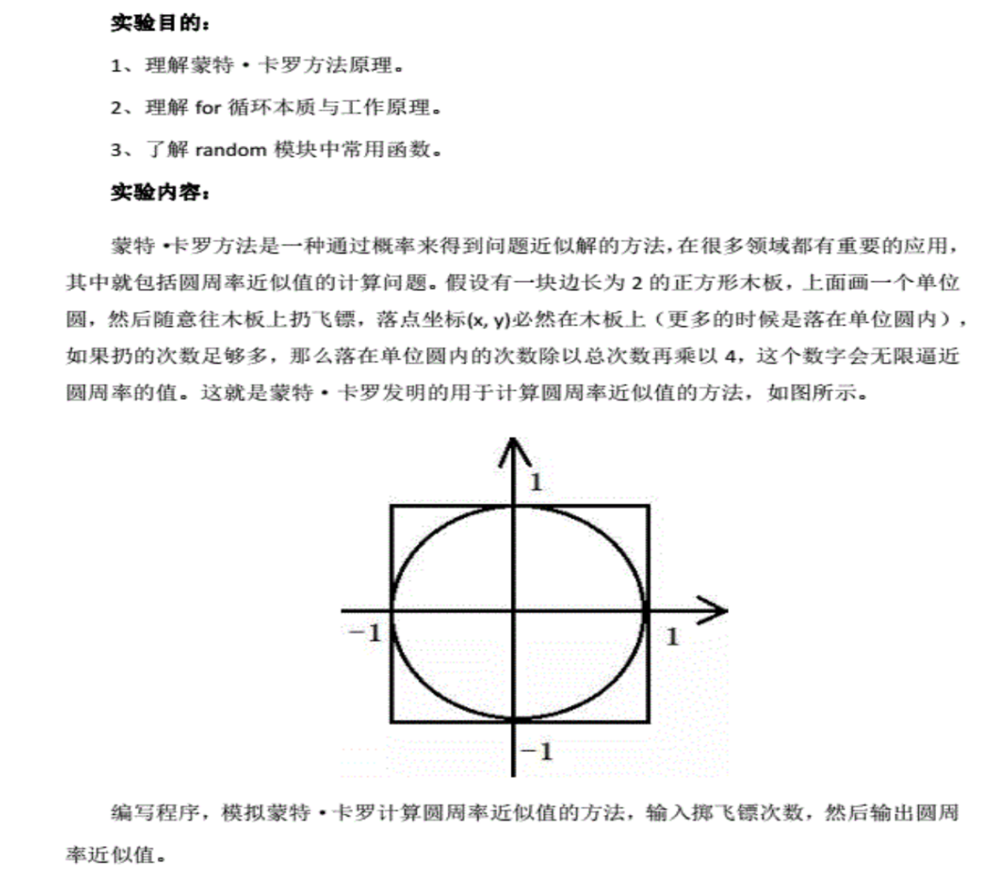 实验目的：
1、理解蒙特·卡罗方法原理。
2、理解 for 循环本质与工作原理。
3、了解 random 模块中常用函数。
实验内容：
蒙特·卡罗方法是一种通过概率来得到问题近似解的方法，在很多领域都有重要的应用，
其中就包括圆周率近似值的计算问题。假设有一块边长为 2 的正方形木板，上面画一个单位
圆，然后随意往木板上扔飞镖，落点坐标(x, y)必然在木板上（更多的时候是落在单位圆内），
如果扔的次数足够多，那么落在单位圆内的次数除以总次数再乘以 4，这个数字会无限逼近
圆周率的值。这就是蒙特·卡罗发明的用于计算圆周率近似值的方法，如图所示。
1
-1
1
-1
编写程序，模拟蒙特·卡罗计算圆周率近似值的方法，输入掷飞镖次数，然后输出圆周
率近似值。